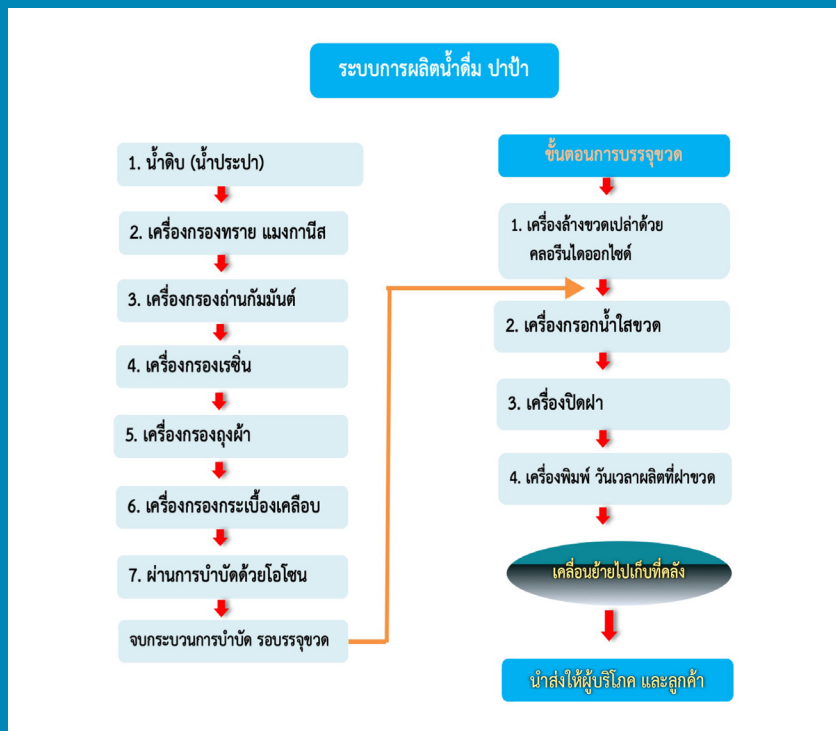 ระบบการผลิตน้ำดื่ม ปาป้า
1. น้ำดิบ (น้ำประปา)
2. เครื่องกรองทราย แมงกานีส
3. เครื่องกรองถ่านกัมมันต์
4. เครื่องกรองเรซิ่น
5. เครื่องกรองถุงผ้า
6. เครื่องกรองกระเบื้องเคลือบ
7. ผ่านการบำบัดด้วยโอโซน
จบกระบวนการบำบัด รอบรรจุขวด
ขั้นตอนการบรรจุขวด
1. เครื่องล้างขวดเปล่าด้วย
คลอรีนไดออกไซด์
2. เครื่องกรอกน้ำใสขวด
3. เครื่องปิดฝา
4. เครื่องพิมพ์ วันเวลาผลิตที่ฝาขวด
เคลื่อนย้ายไปเก็บที่คลัง
นำส่งให้ผู้บริโภค และลูกค้า